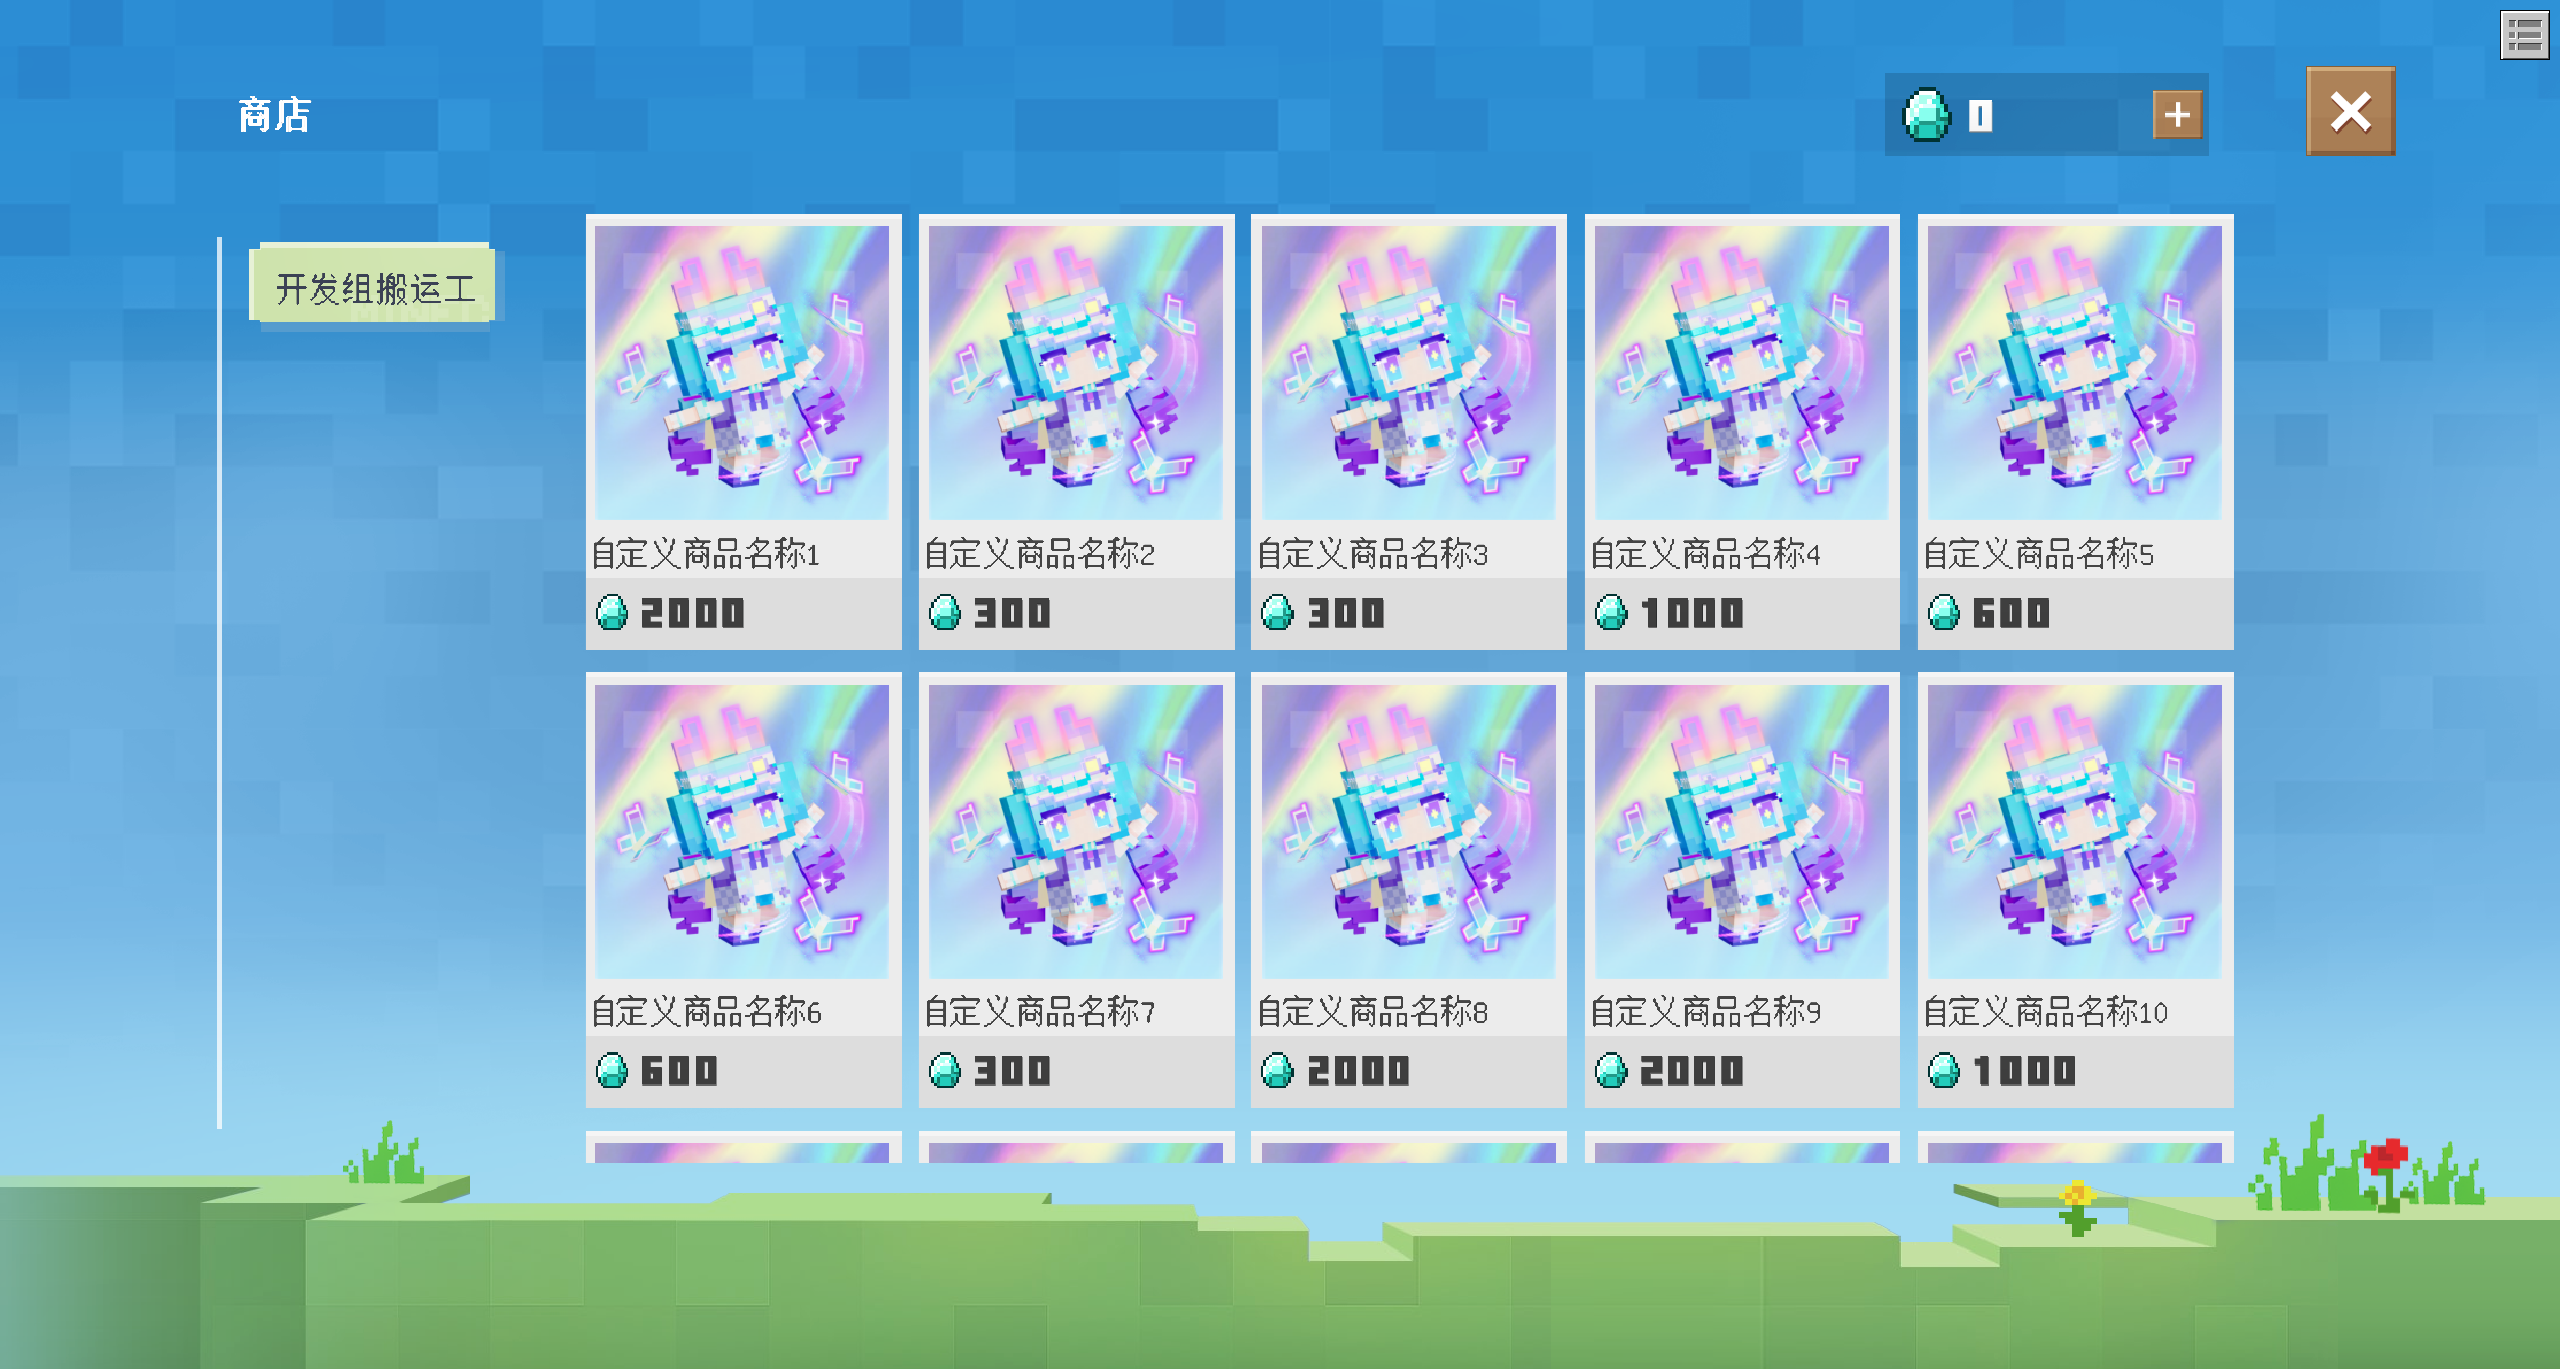 商店
0
开发组搬运工
自定义商品名称1
自定义商品名称2
自定义商品名称3
自定义商品名称4
自定义商品名称5
2000
300
300
1000
600
自定义商品名称6
自定义商品名称7
自定义商品名称8
自定义商品名称9
自定义商品名称10
600
300
2000
2000
1000